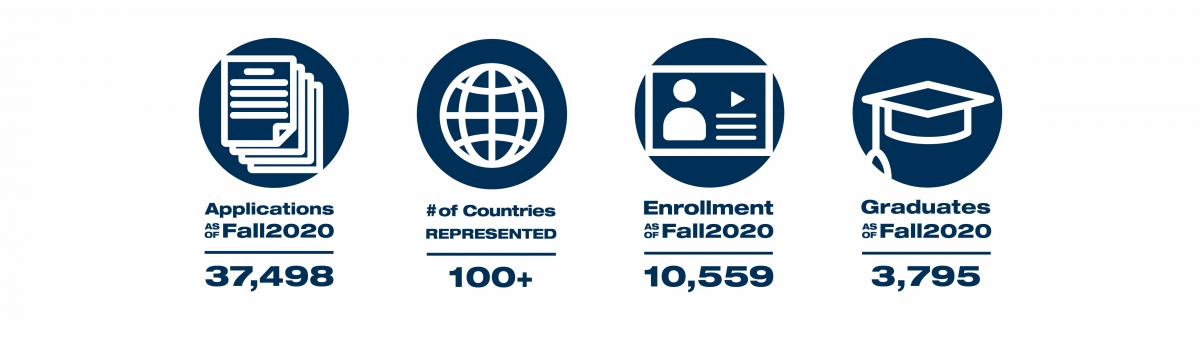 Applications
AS OF Fall2020
37,498
# of Countries
REPRESENTED
100+
Enrollment
AS OF Fall2020
10,559
Graduates
AS OF Fall2020
3,795